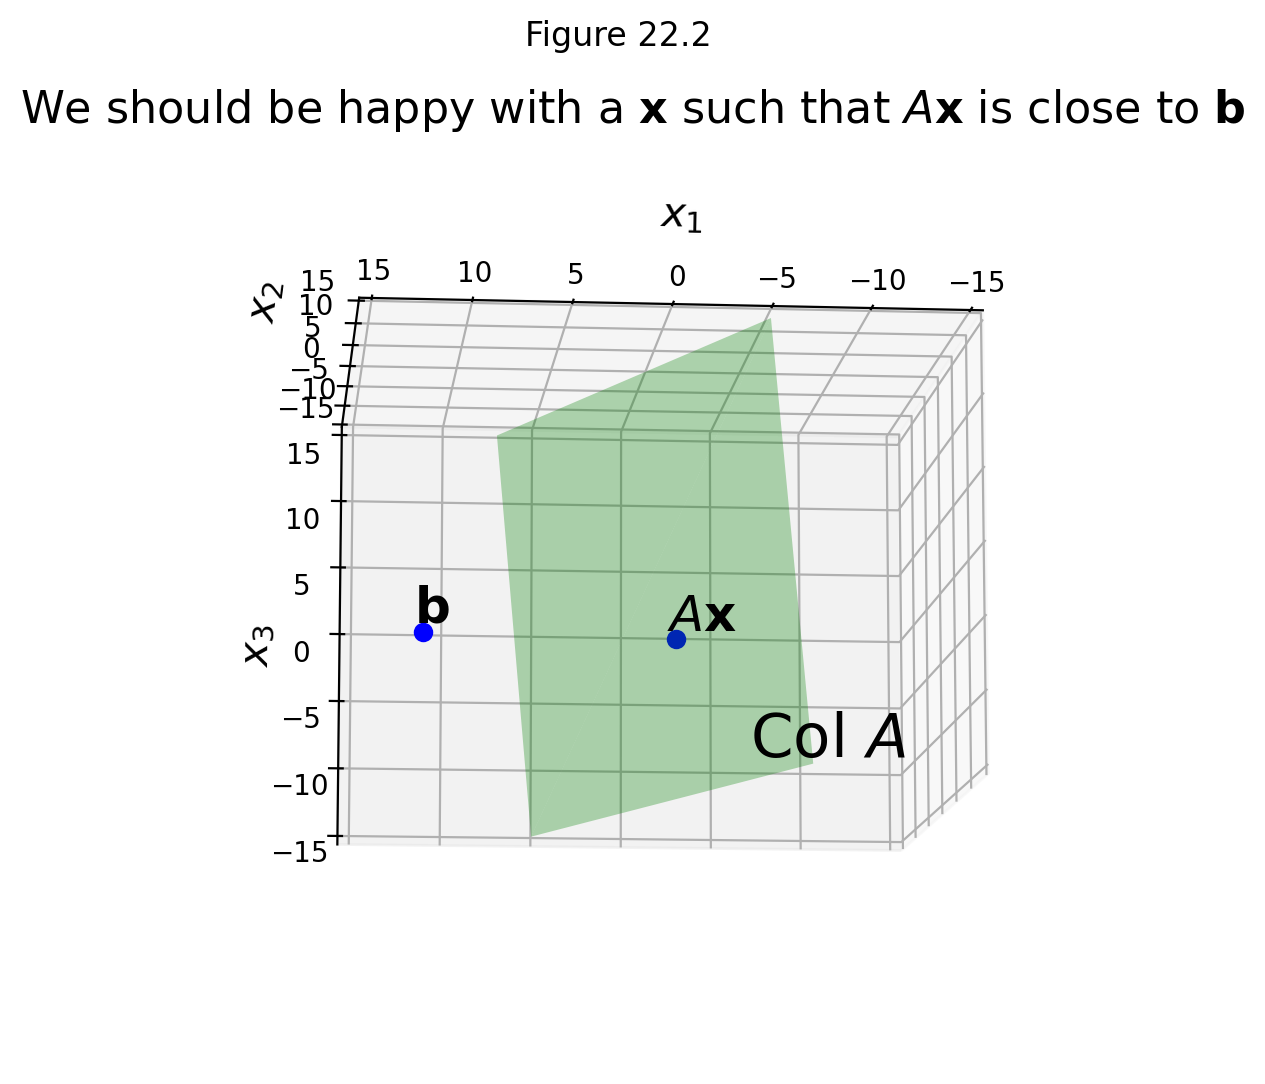 Figure 22.2
We should be happy with a x such that Ax is close to b
x₁
15 10 5 0 −5 −10 −15
x₂
15
10
5
0
−5
−10
−15
15
10
5
0
−5
−10
−15
x₃
b
Ax
Col A